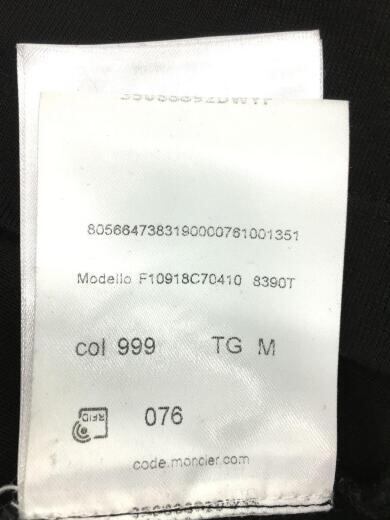 8056647383190000761001351
Modello F10918C70410 8390T
col 999 TG M
RFID
076
code.moncler.com